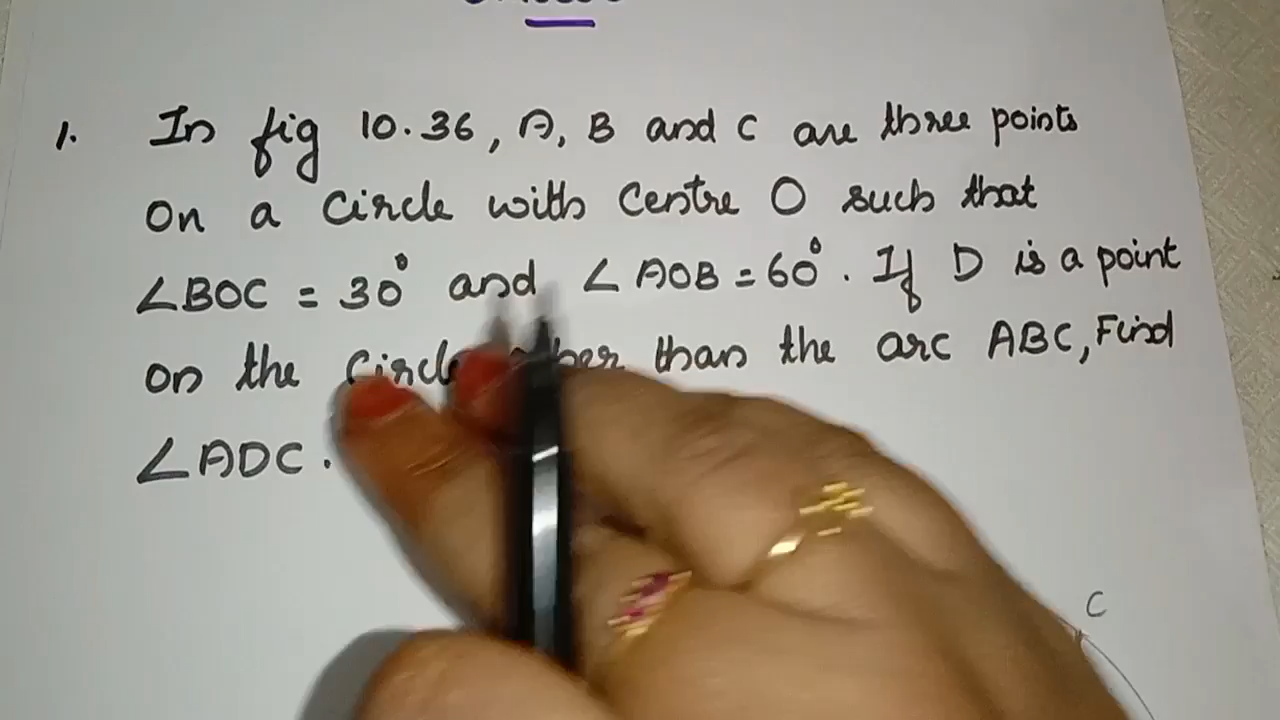 1. In fig 10.36, A, B and C are three points
on a circle with centre O such that
∠BOC = 30° and ∠AOB = 60°. If D is a point
on the than the arc ABC, Find
∠ADC.
C